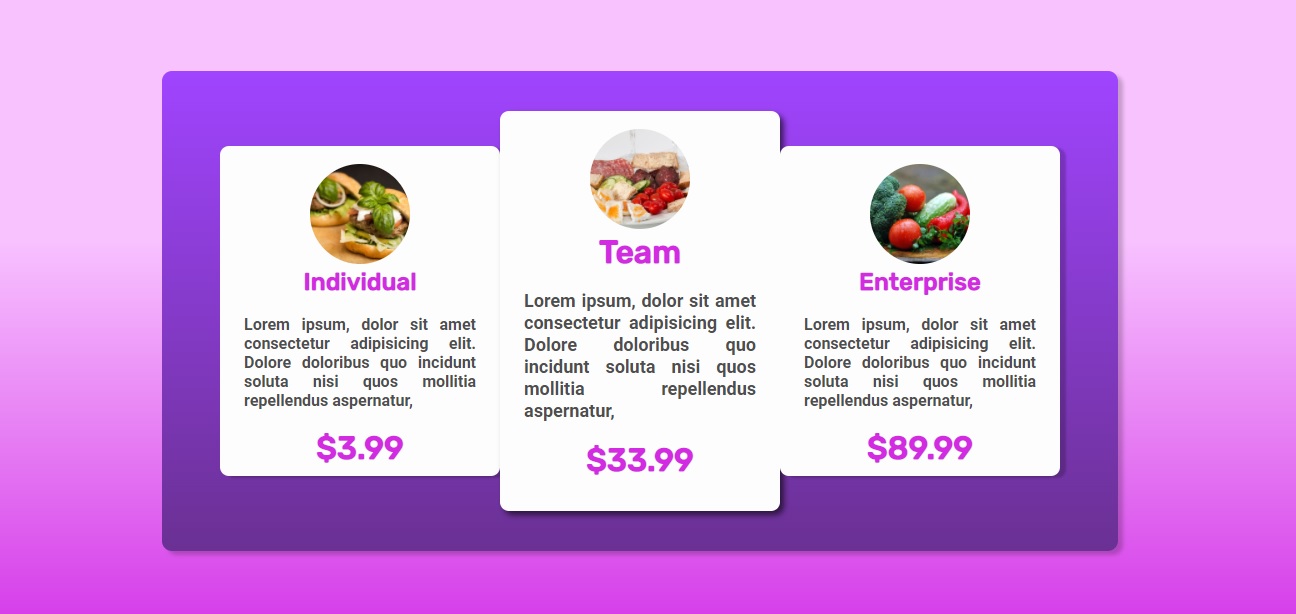 Individual
Lorem ipsum, dolor sit amet
consectetur adipisicing elit.
Dolore doloribus quo incidunt
soluta nisi quos mollitia
repellendus aspernatur,
$3.99
Team
Lorem ipsum, dolor sit amet
consectetur adipisicing elit.
Dolore doloribus quo
incidunt soluta nisi quos
mollitia repellendus
aspernatur,
$33.99
Enterprise
Lorem ipsum, dolor sit amet
consectetur adipisicing elit.
Dolore doloribus quo incidunt
soluta nisi quos mollitia
repellendus aspernatur,
$89.99